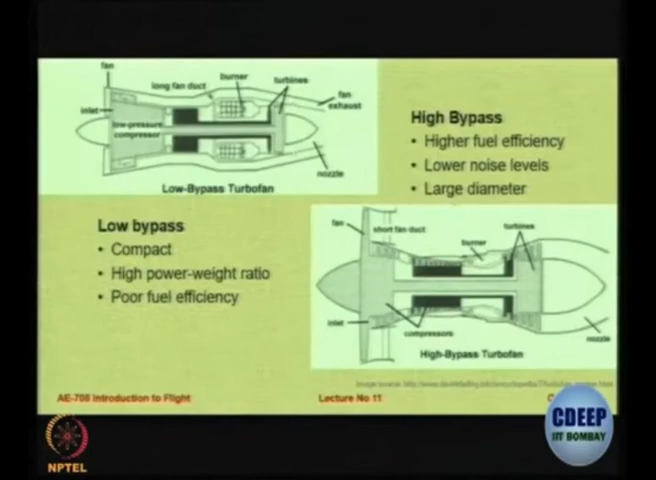 fan
long fan duct
burner
turbines
fan
exhaust
inlet
low-pressure
compressor
nozzle
Low-Bypass Turbofan
High Bypass
• Higher fuel efficiency
• Lower noise levels
• Large diameter
Low bypass
• Compact
• High power-weight ratio
• Poor fuel efficiency
fan
short fan duct
burner
turbines
inlet
compressors
nozzle
High-Bypass Turbofan
AE-708 Introduction to Flight
Lecture No 11
CDEEP
IIT BOMBAY
NPTEL